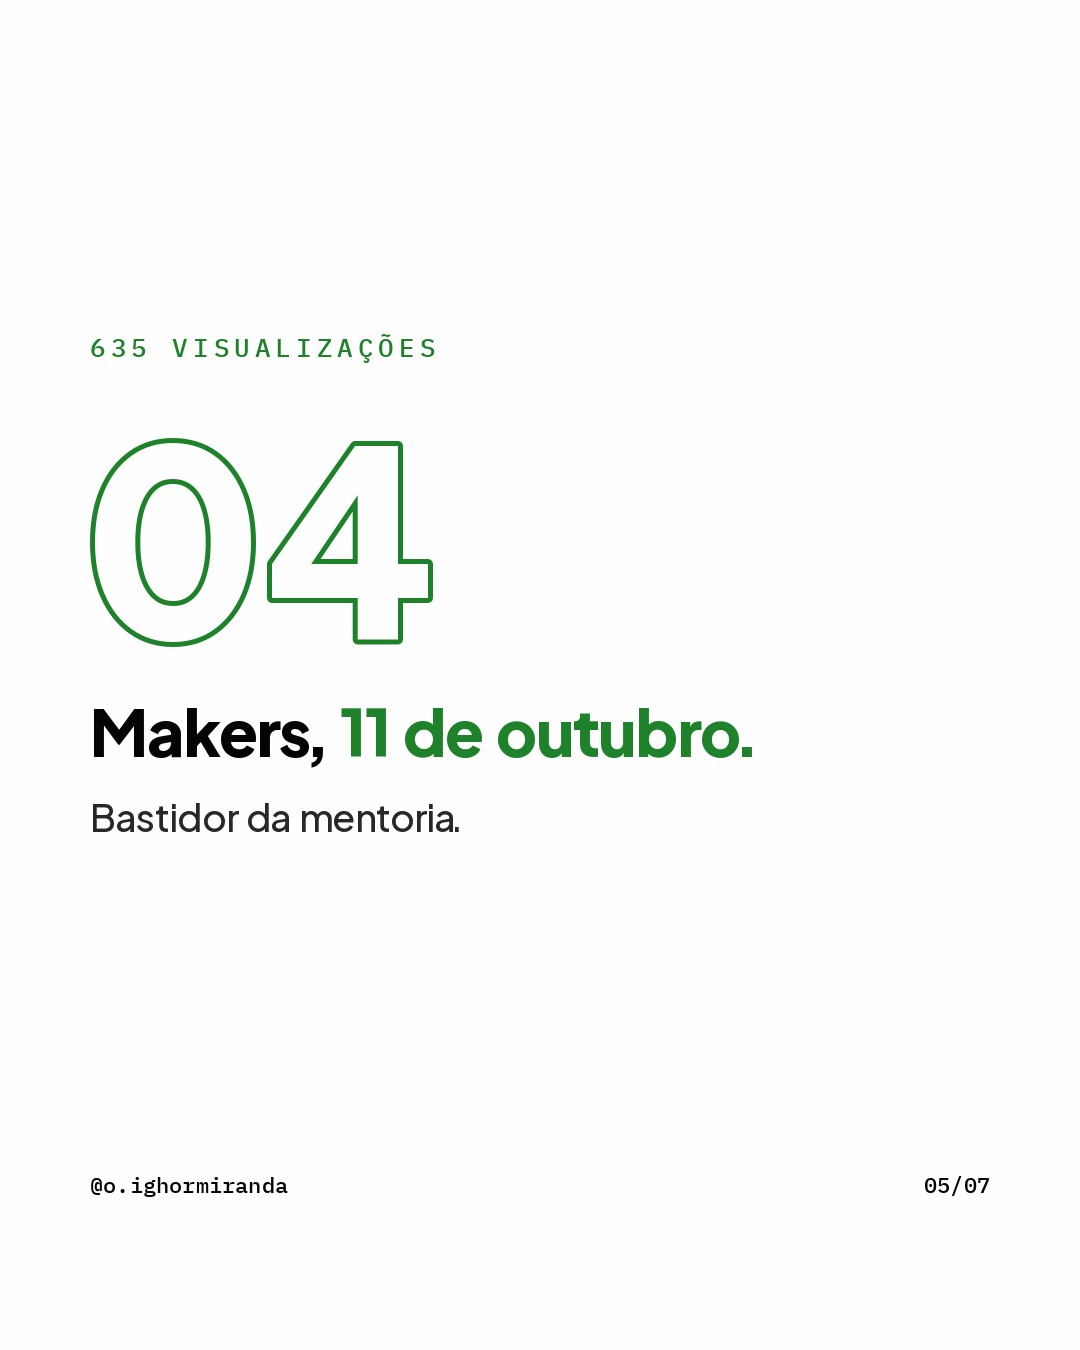 635 VISUALIZAÇÕES
04
Makers, 11 de outubro.
Bastidor da mentoria.
@o.ighormiranda
05/07